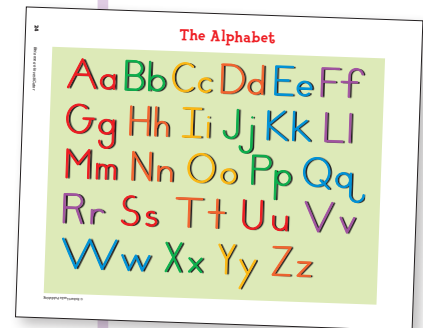 The Alphabet
Aa Bb Cc Dd Ee Ff
Gg Hh Ii Jj Kk Ll
Mm Nn Oo Pp Qq
Rr Ss Tt Uu Vv
Ww Xx Yy Zz